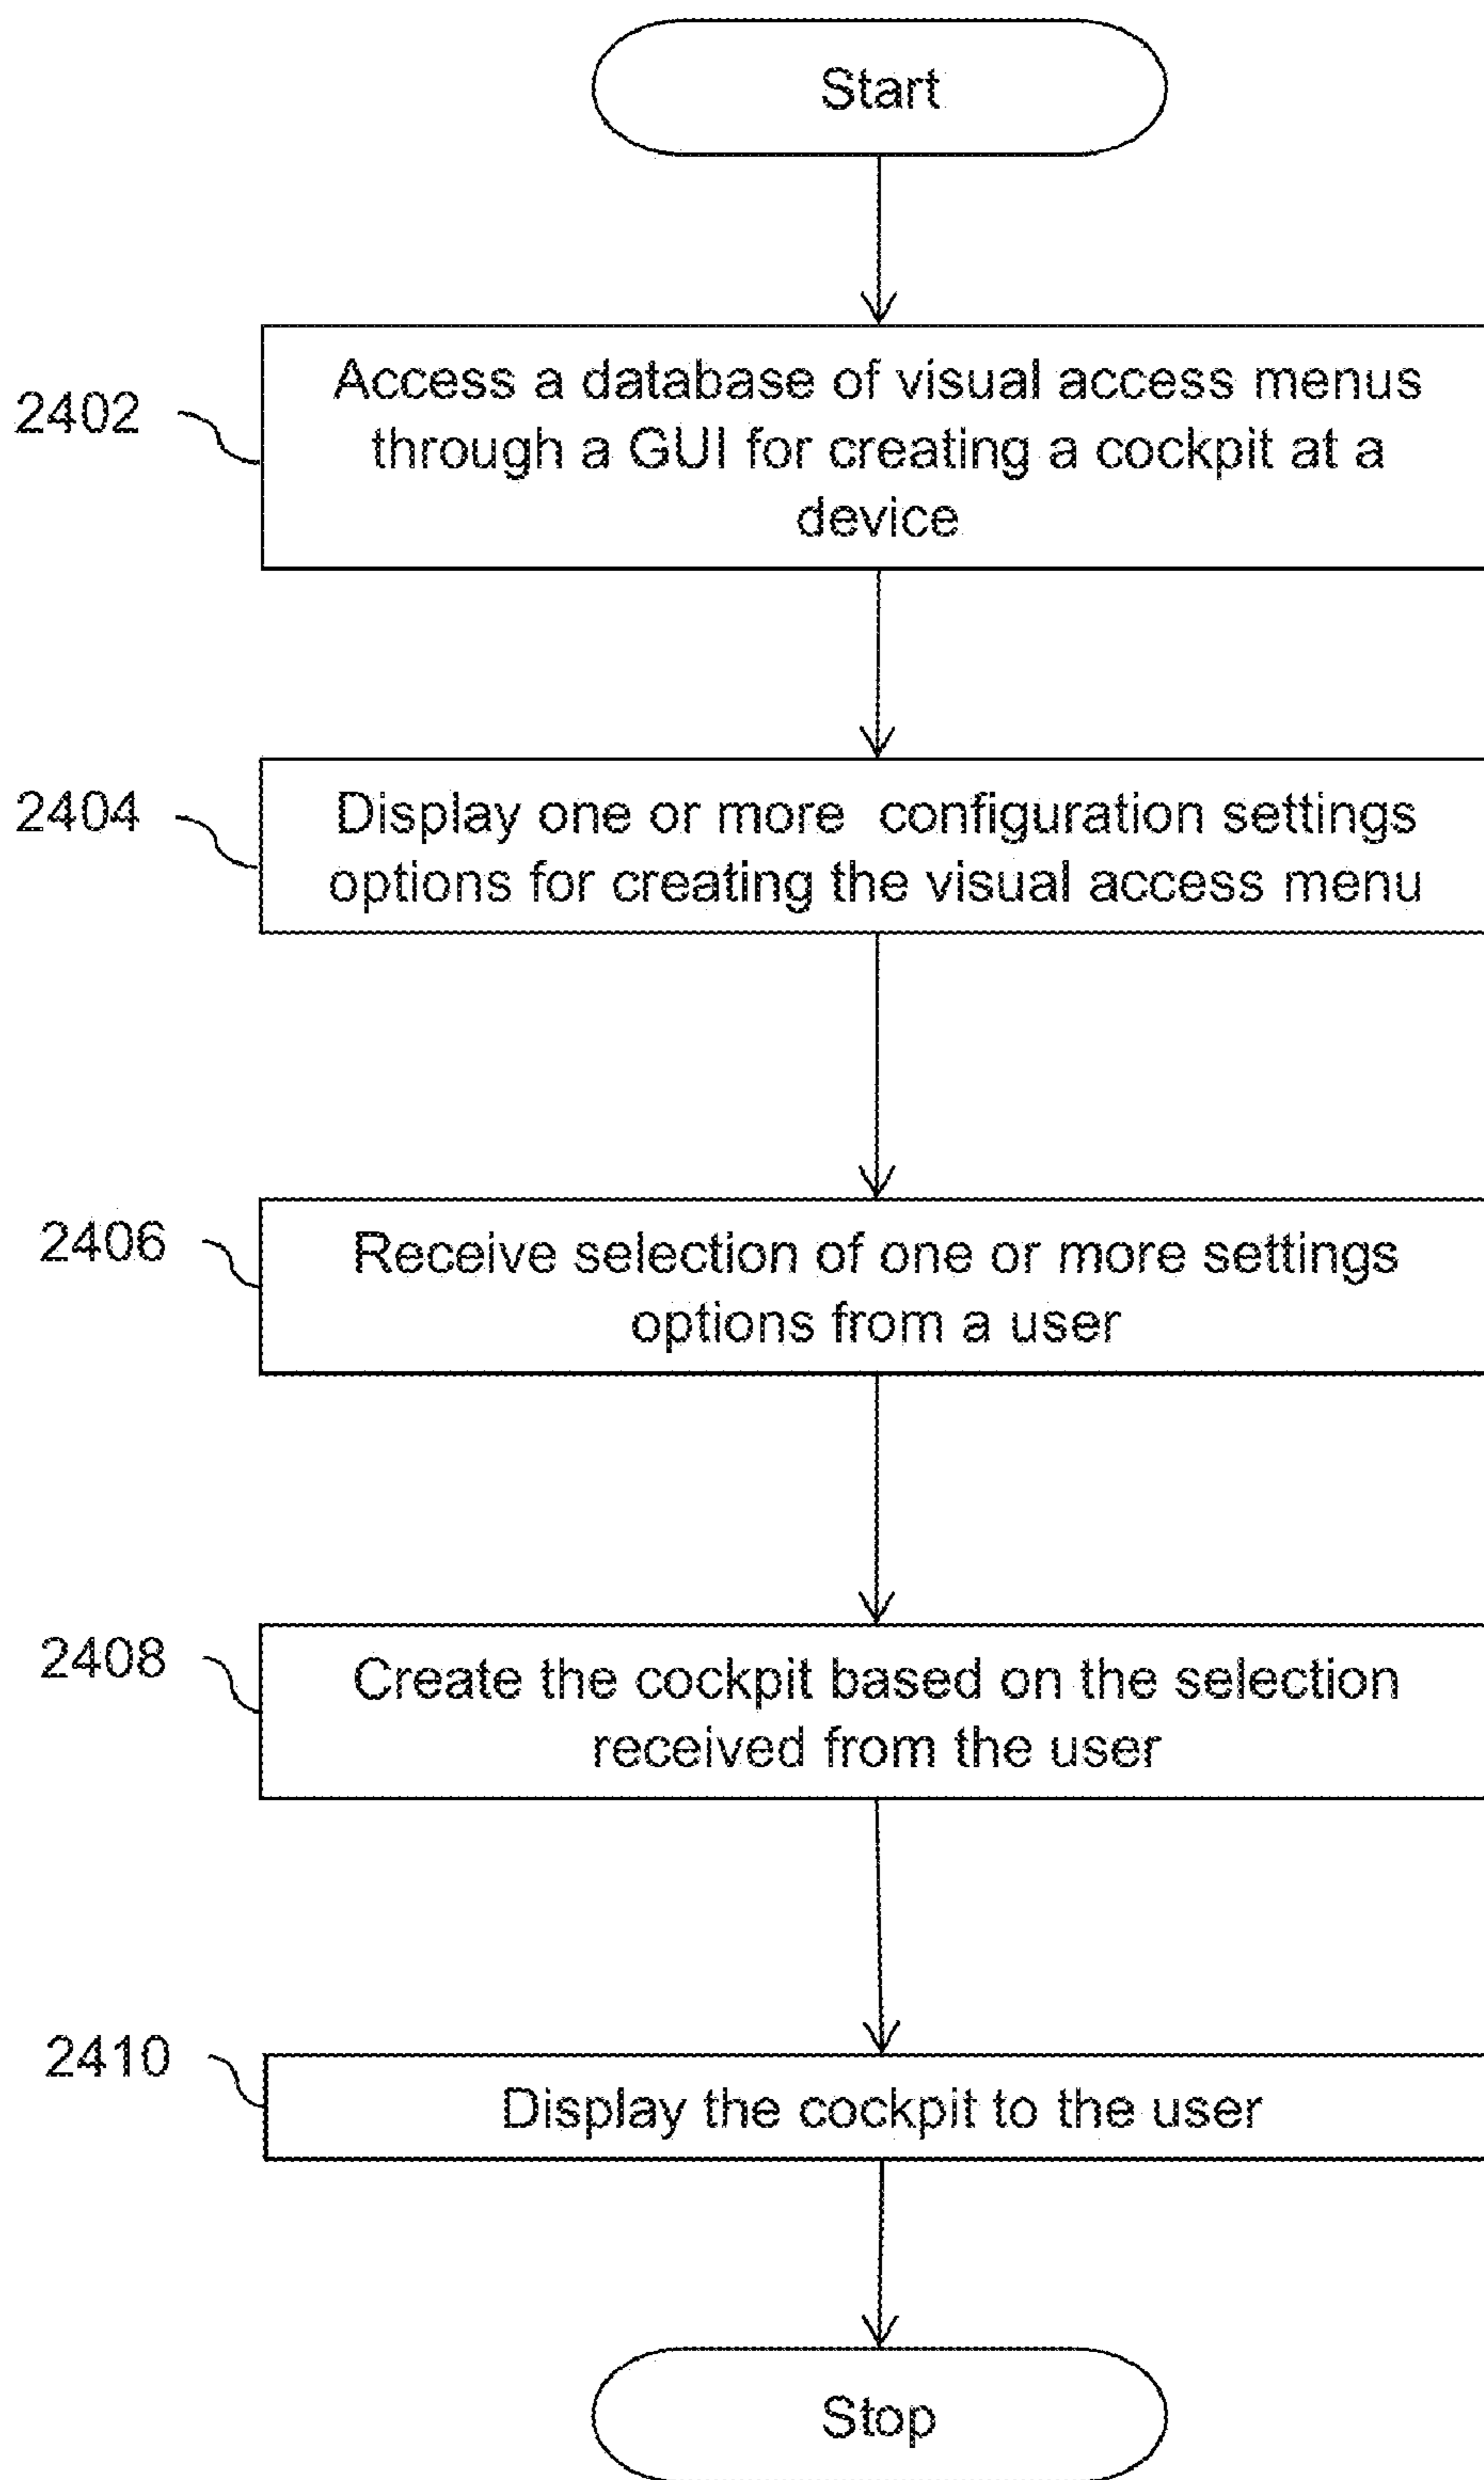 Start
2402
Access a database of visual access menus
through a GUI for creating a cockpit at a
device
2404
Display one or more configuration settings
options for creating the visual access menu
2406
Receive selection of one or more settings
options from a user
2408
Create the cockpit based on the selection
received from the user
2410
Display the cockpit to the user
Stop